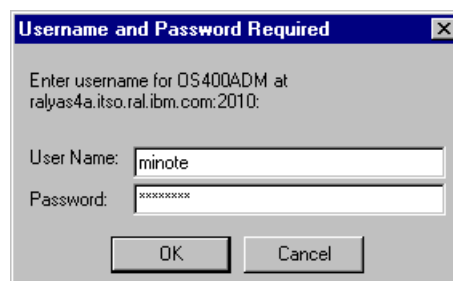 Username and Password Required
Enter username for OS400ADM at
ralyas4a.itso.ral.ibm.com:2010:
User Name: minote
Password: ********
OK Cancel